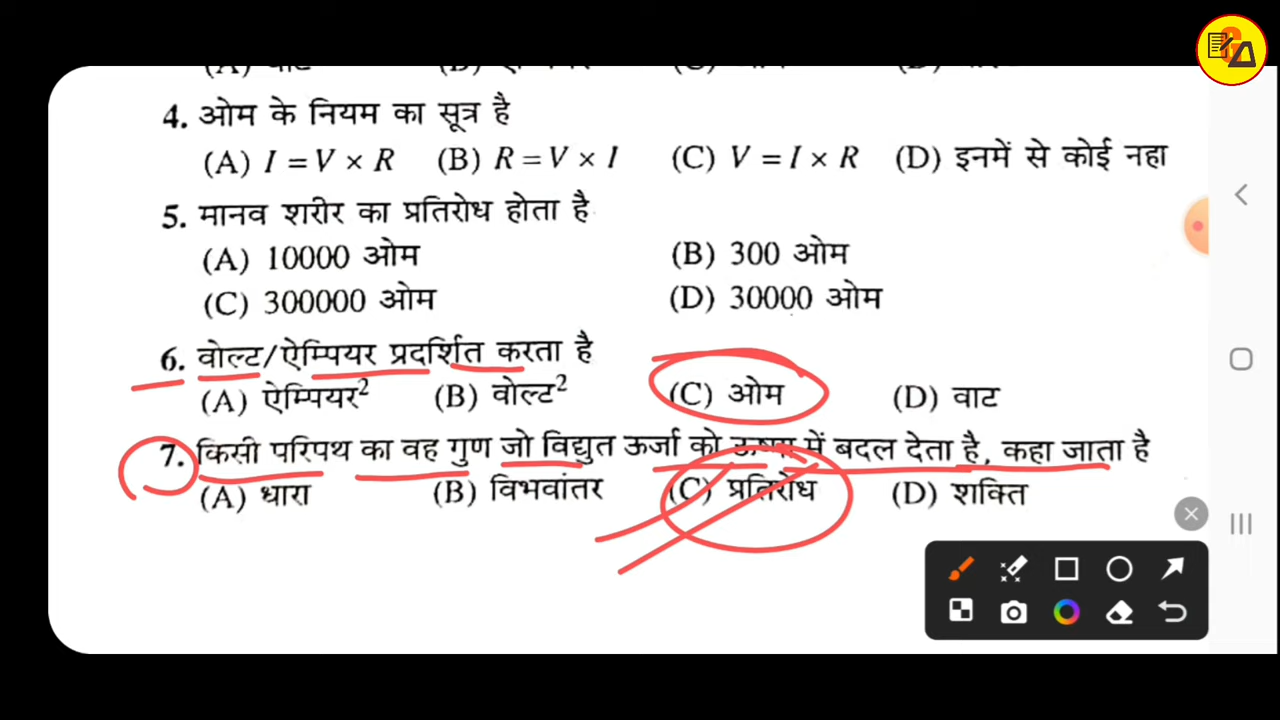 4. ओम के नियम का सूत्र है
(A) I = V × R (B) R = V × I (C) V = I × R (D) इनमें से कोई नहा
5. मानव शरीर का प्रतिरोध होता है
(A) 10000 ओम (B) 300 ओम
(C) 300000 ओम (D) 30000 ओम
6. वोल्ट/ऐम्पियर प्रदर्शित करता है
(A) ऐम्पियर² (B) वोल्ट² (C) ओम (D) वाट
7. किसी परिपथ का वह गुण जो विद्युत ऊर्जा को ऊष्मा में बदल देता है, कहा जाता है
(A) धारा (B) विभवांतर (C) प्रतिरोध (D) शक्ति